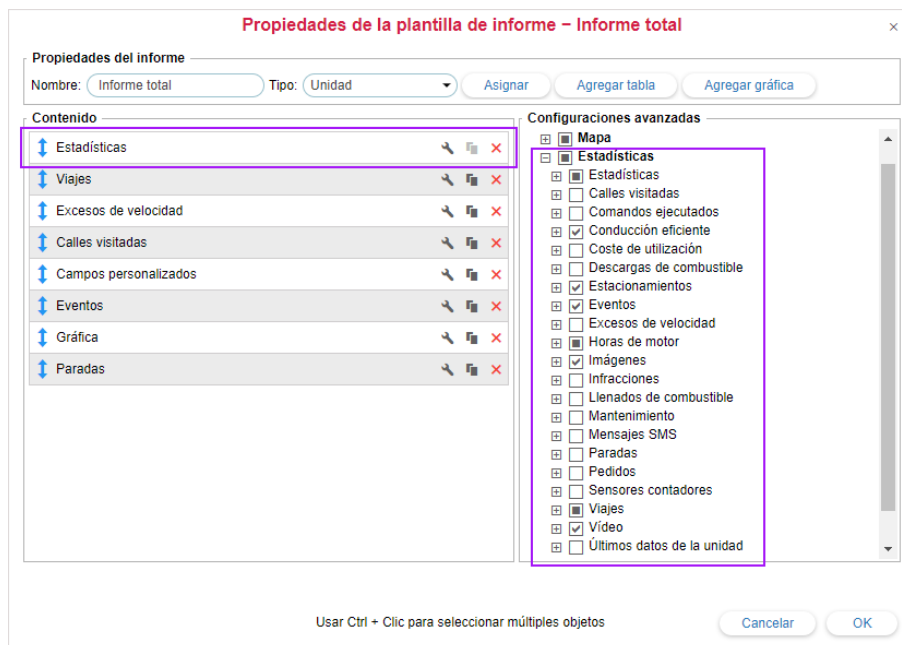 Propiedades de la plantilla de informe – Informe total
Propiedades del informe
Nombre: Informe total Tipo: Unidad Asignar Agregar tabla Agregar gráfica
Contenido
Estadísticas
Viajes
Excesos de velocidad
Calles visitadas
Campos personalizados
Eventos
Gráfica
Paradas
Configuraciones avanzadas
Mapa
Estadísticas
Estadísticas
Calles visitadas
Comandos ejecutados
Conducción eficiente
Coste de utilización
Descargas de combustible
Estacionamientos
Eventos
Excesos de velocidad
Horas de motor
Imágenes
Infracciones
Llenados de combustible
Mantenimiento
Mensajes SMS
Paradas
Pedidos
Sensores contadores
Viajes
Vídeo
Últimos datos de la unidad
Usar Ctrl + Clic para seleccionar múltiples objetos
Cancelar OK